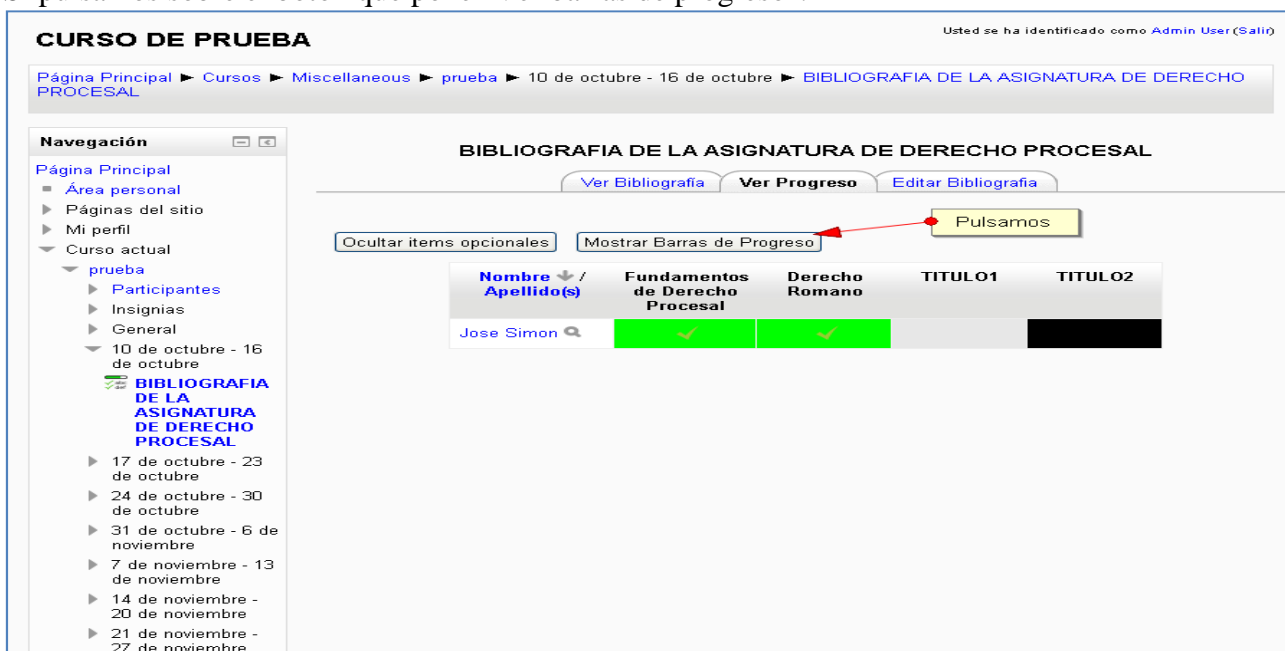 CURSO DE PRUEBA
Usted se ha identificado como Admin User (Salir)
Página Principal ► Cursos ► Miscellaneous ► prueba ► 10 de octubre - 16 de octubre ► BIBLIOGRAFIA DE LA ASIGNATURA DE DERECHO
PROCESAL
Navegación
Página Principal
Área personal
Páginas del sitio
Mi perfil
Curso actual
prueba
Participantes
Insignias
General
10 de octubre - 16
de octubre
BIBLIOGRAFIA
DE LA
ASIGNATURA
DE DERECHO
PROCESAL
17 de octubre - 23
de octubre
24 de octubre - 30
de octubre
31 de octubre - 6 de
noviembre
7 de noviembre - 13
de noviembre
14 de noviembre -
20 de noviembre
21 de noviembre -
27 de noviembre
BIBLIOGRAFIA DE LA ASIGNATURA DE DERECHO PROCESAL
Ver Bibliografía Ver Progreso Editar Bibliografia
Pulsamos
Ocultar items opcionales Mostrar Barras de Progreso
Nombre / Apellido(s)
Fundamentos
de Derecho
Procesal
Derecho
Romano
TITULO1
TITULO2
Jose Simon